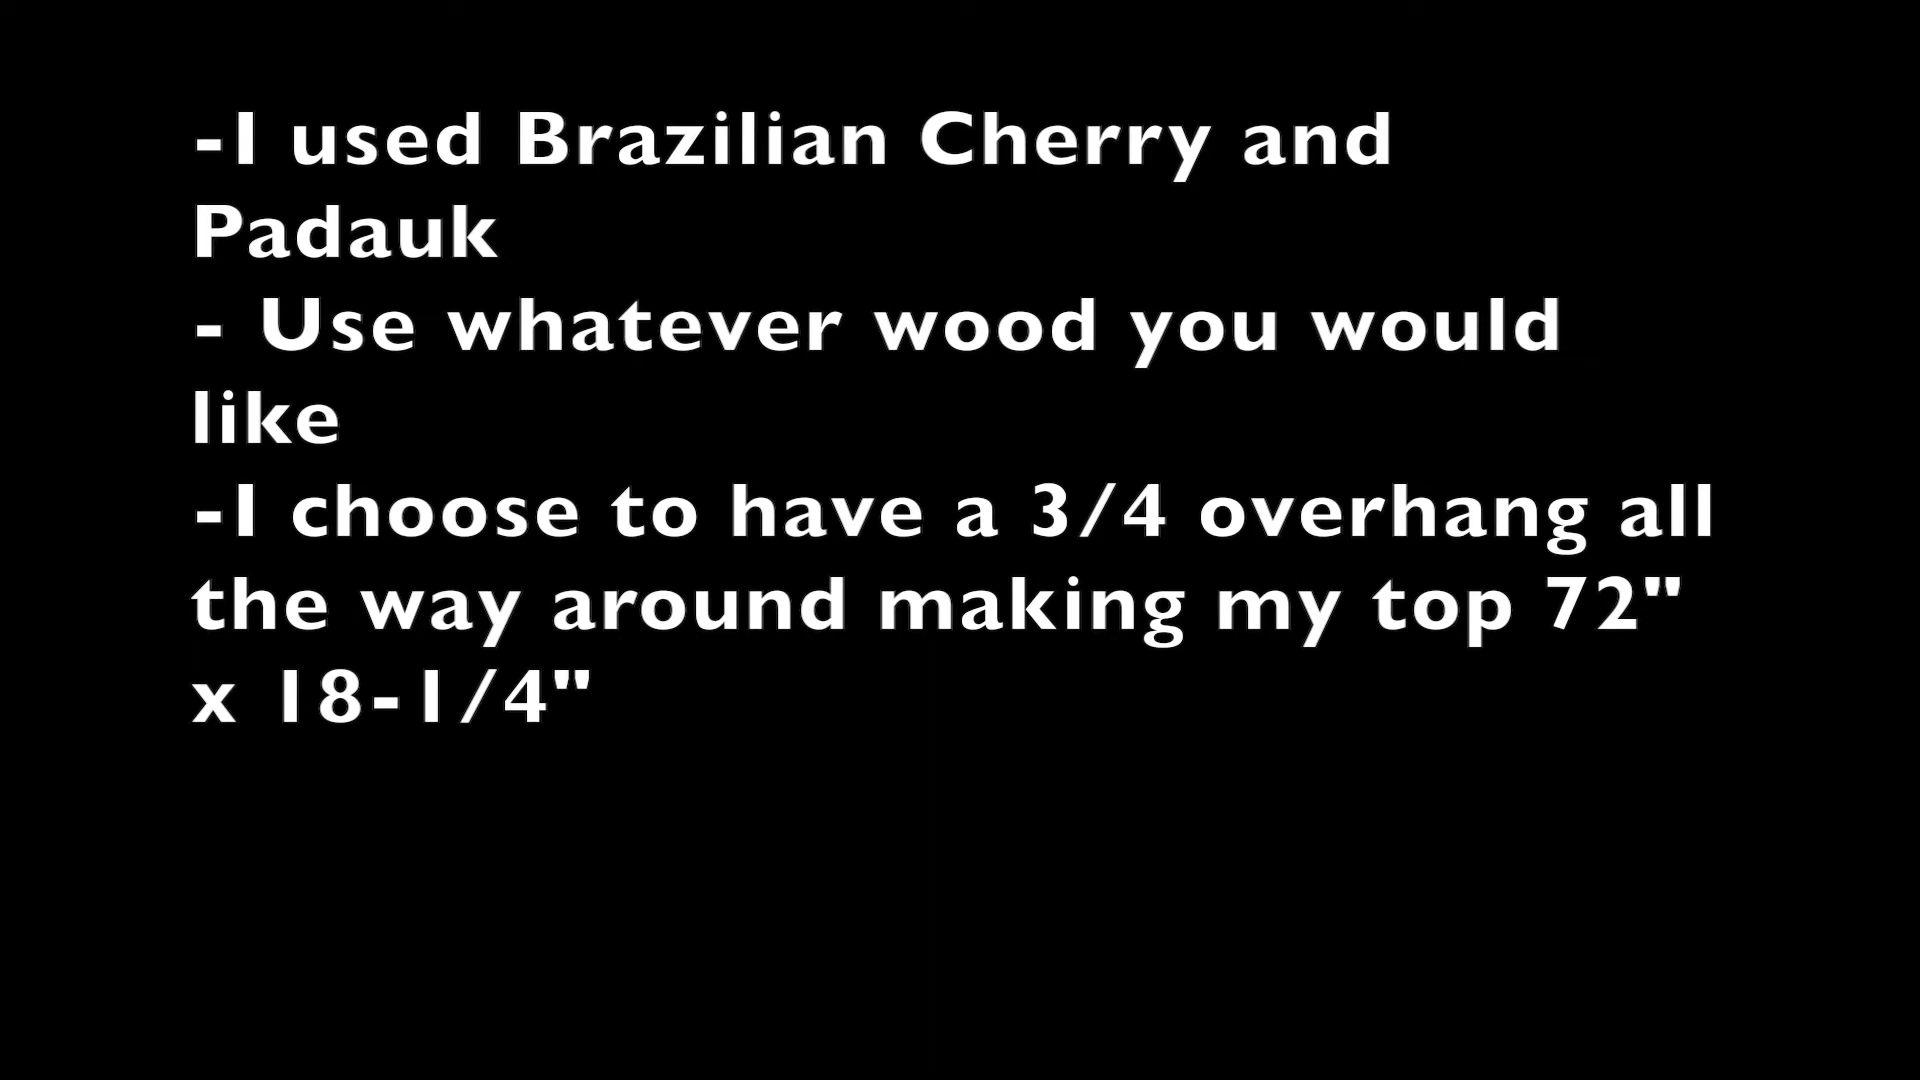 -I used Brazilian Cherry and
Padauk
- Use whatever wood you would
like
-I choose to have a 3/4 overhang all
the way around making my top 72"
x 18-1/4"